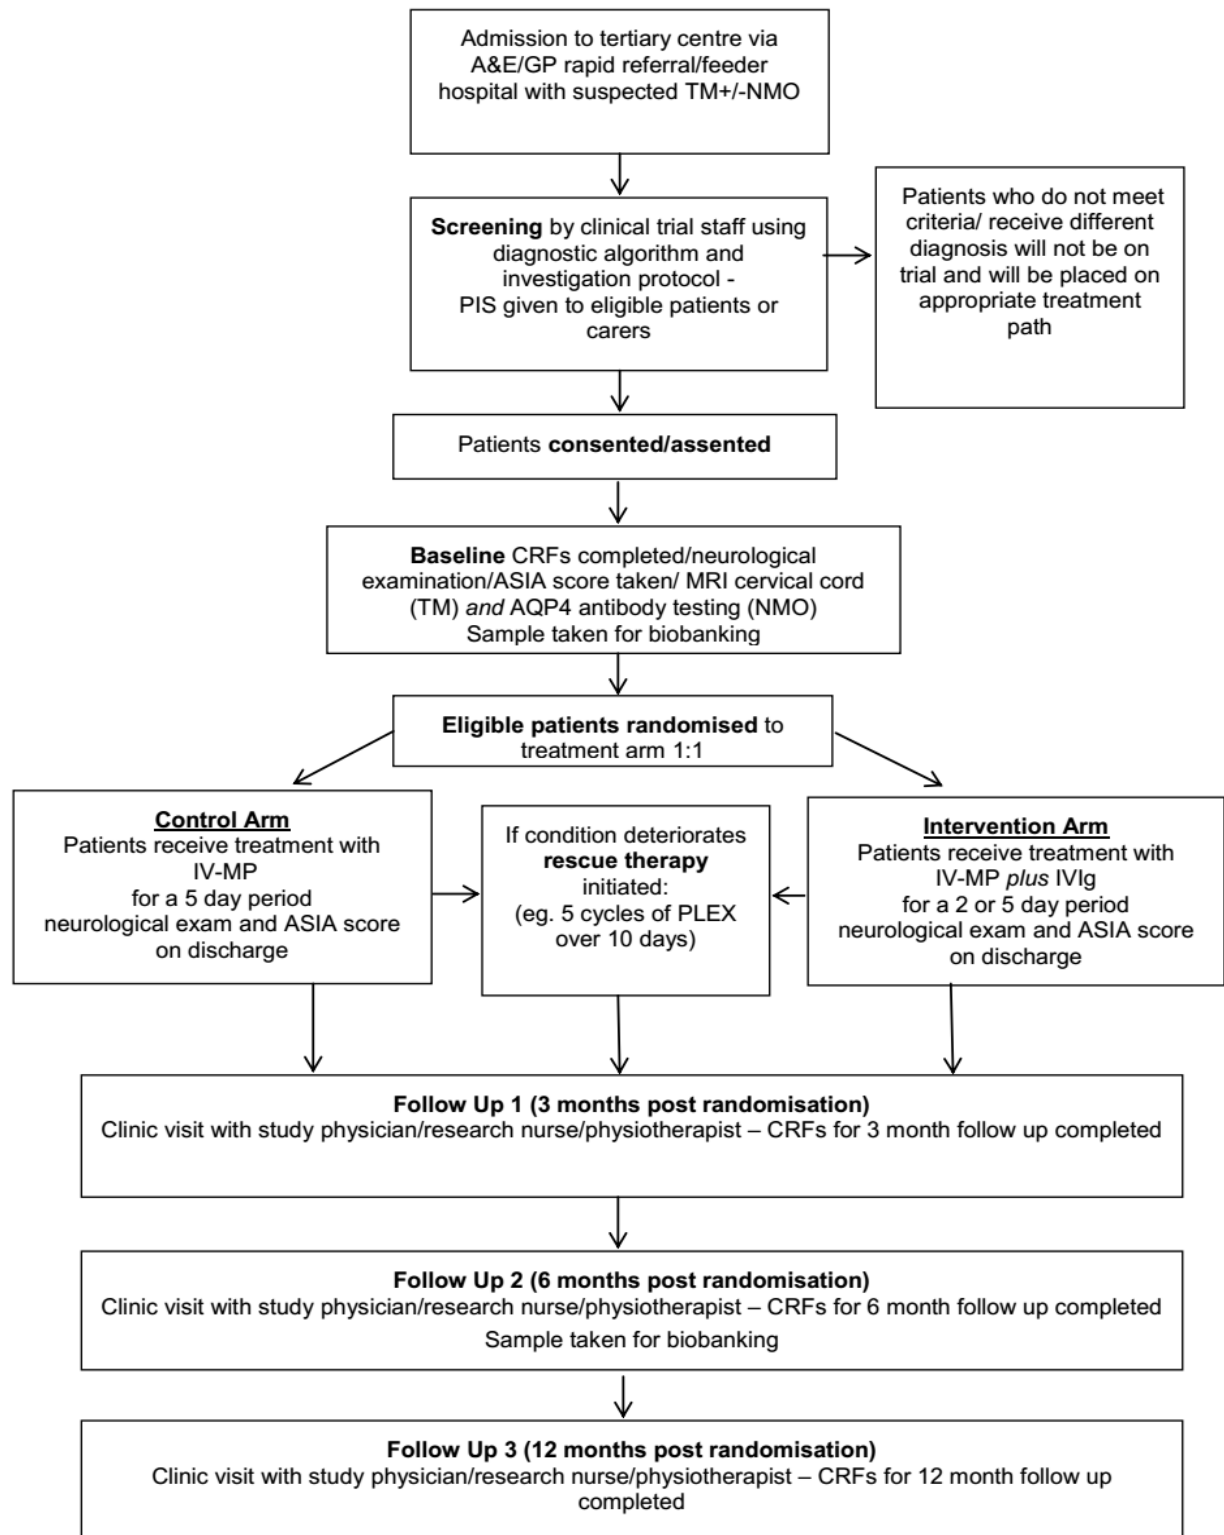 Admission to tertiary centre via
A&E/GP rapid referral/feeder
hospital with suspected TM+/-NMO
Screening by clinical trial staff using
diagnostic algorithm and
investigation protocol -
PIS given to eligible patients or
carers
Patients who do not meet
criteria/ receive different
diagnosis will not be on
trial and will be placed on
appropriate treatment
path
Patients consented/assented
Baseline CRFs completed/neurological
examination/ASIA score taken/ MRI cervical cord
(TM) and AQP4 antibody testing (NMO)
Sample taken for biobanking
Eligible patients randomised to
treatment arm 1:1
Control Arm
Patients receive treatment with
IV-MP
for a 5 day period
neurological exam and ASIA score
on discharge
If condition deteriorates
rescue therapy
initiated:
(eg. 5 cycles of PLEX
over 10 days)
Intervention Arm
Patients receive treatment with
IV-MP plus IVIg
for a 2 or 5 day period
neurological exam and ASIA score
on discharge
Follow Up 1 (3 months post randomisation)
Clinic visit with study physician/research nurse/physiotherapist – CRFs for 3 month follow up completed
Follow Up 2 (6 months post randomisation)
Clinic visit with study physician/research nurse/physiotherapist – CRFs for 6 month follow up completed
Sample taken for biobanking
Follow Up 3 (12 months post randomisation)
Clinic visit with study physician/research nurse/physiotherapist – CRFs for 12 month follow up
completed